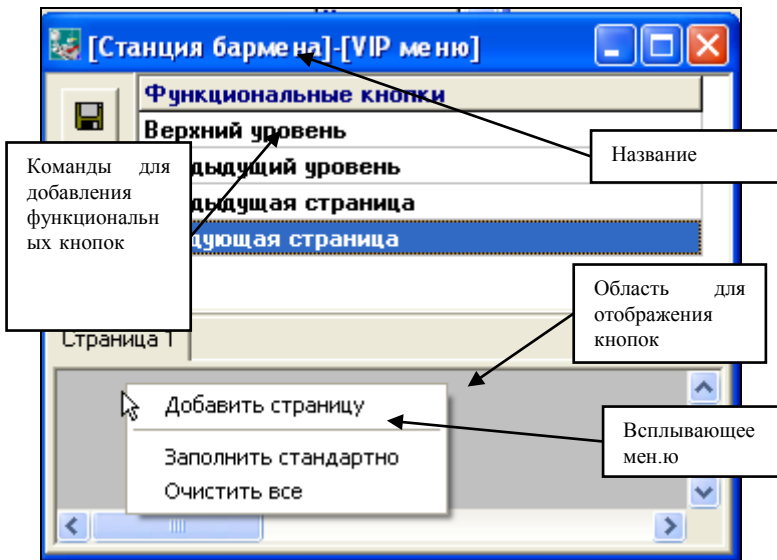 [Станция бармена]-[VIP меню]
Функциональные кнопки
Верхний уровень
дыдущий уровень
дыдущая страница
дующая страница
Команды для
добавления
функциональн
ых кнопок
Название
Область для
отображения
кнопок
Страница 1
Добавить страницу
Заполнить стандартно
Очистить все
Всплывающее
мен.ю